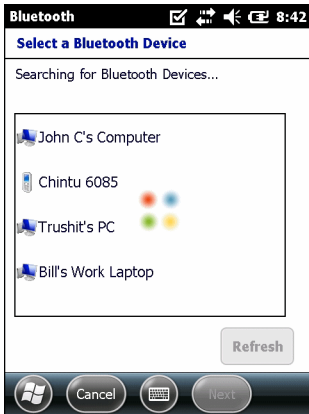 Bluetooth 8:42
Select a Bluetooth Device
Searching for Bluetooth Devices...
John C's Computer
Chintu 6085
Trushit's PC
Bill's Work Laptop
Refresh
Cancel Next